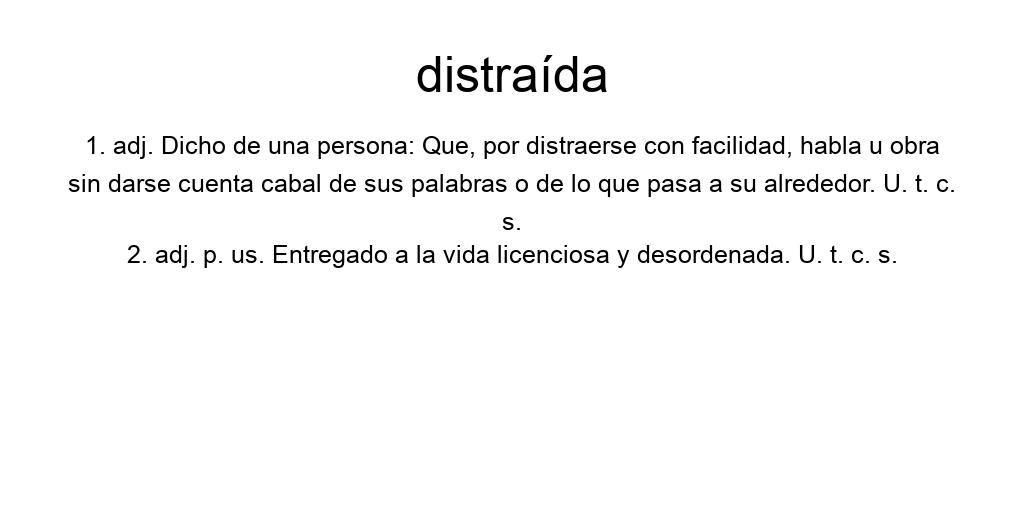 distraída
1. adj. Dicho de una persona: Que, por distraerse con facilidad, habla u obra
sin darse cuenta cabal de sus palabras o de lo que pasa a su alrededor. U. t. c.
s.
2. adj. p. us. Entregado a la vida licenciosa y desordenada. U. t. c. s.